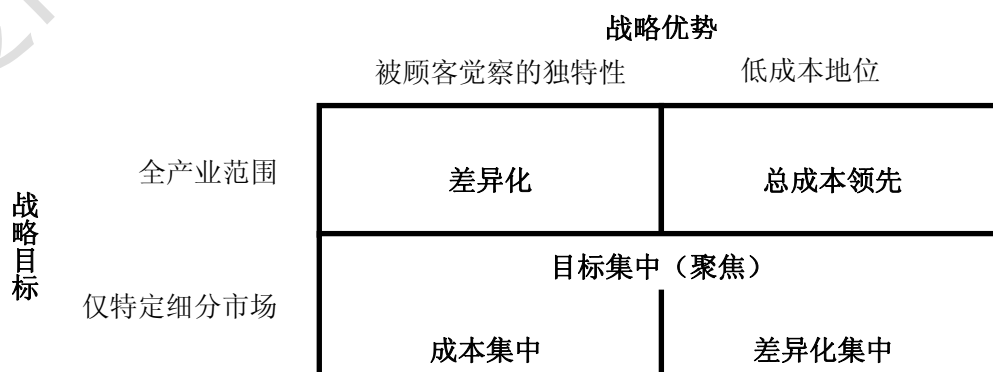 战略优势
被顾客觉察的独特性 低成本地位
全产业范围 差异化 总成本领先
战略目标
目标集中（聚焦）
仅特定细分市场
成本集中 差异化集中